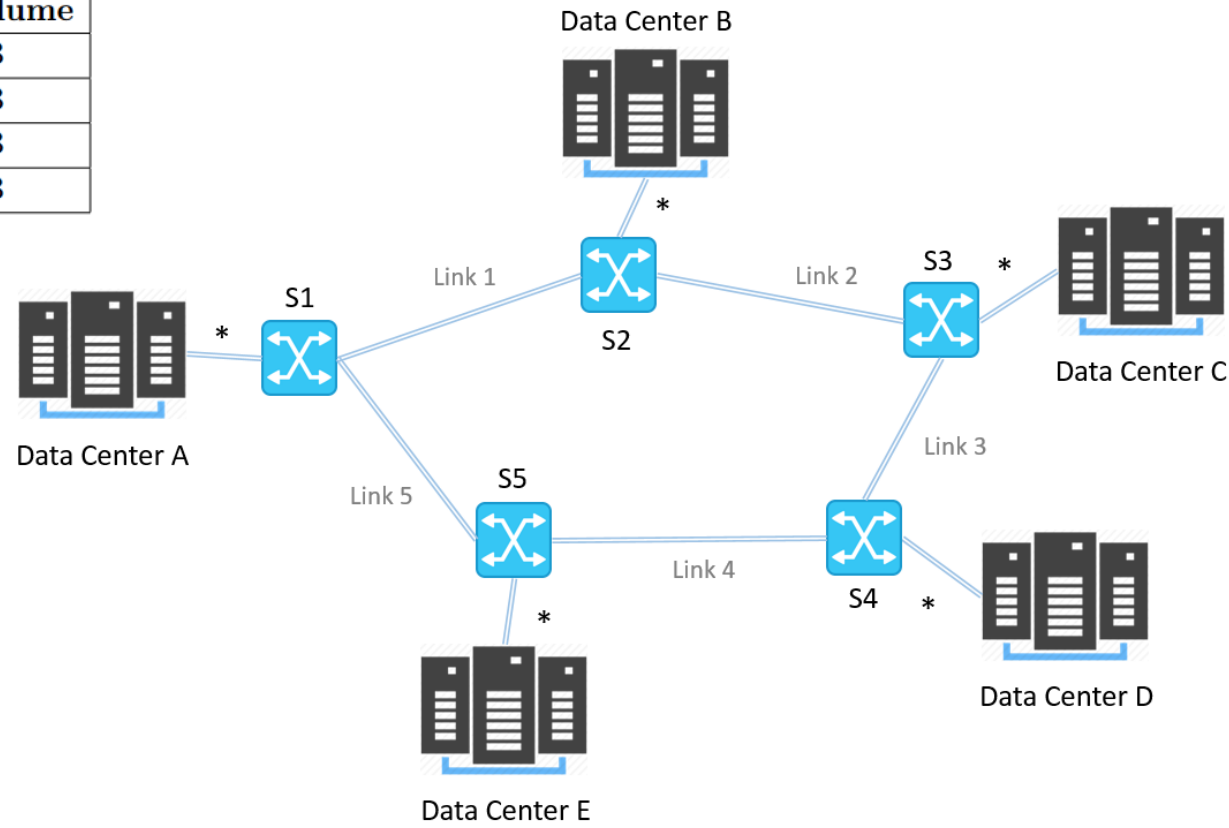 Data Center B
*
Link 1
Link 2
S3
*
S1
*
S2
Data Center C
Data Center A
Link 3
S5
Link 5
Link 4
S4
*
*
Data Center D
Data Center E